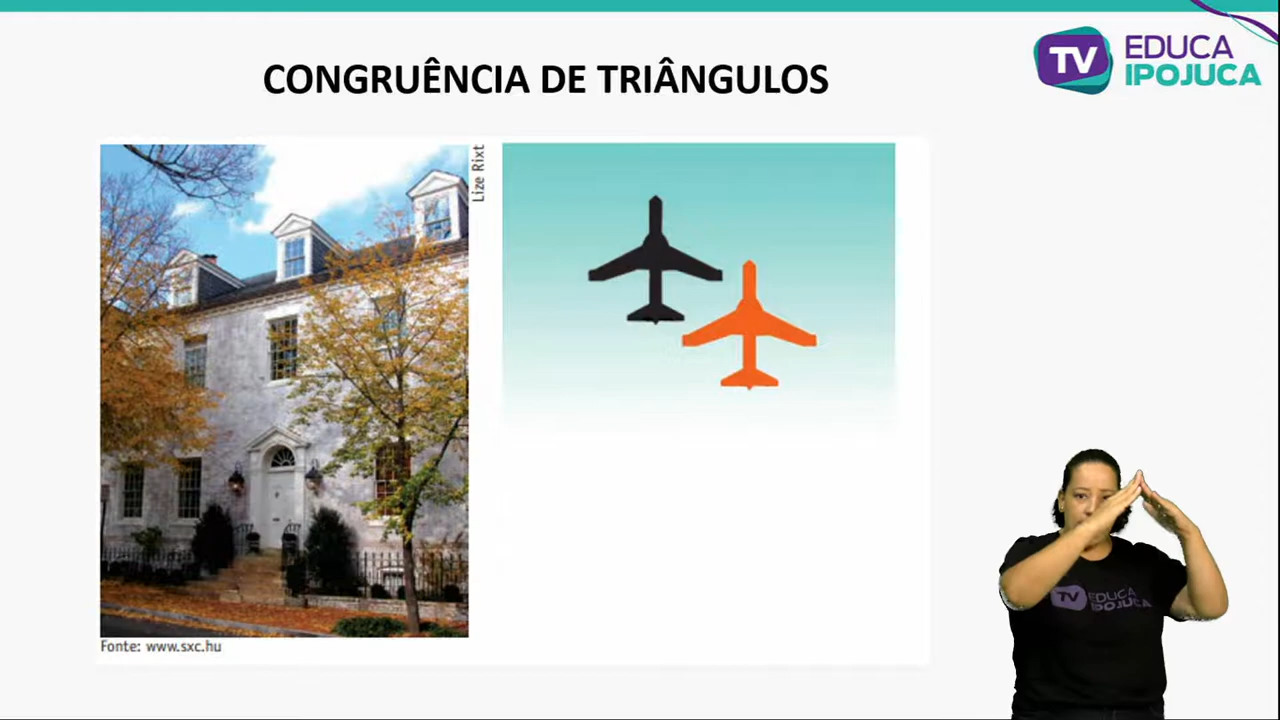 CONGRUÊNCIA DE TRIÂNGULOS
TV EDUCA
IPOJUCA
Lize Rixt
Fonte: www.sxc.hu
TV EDUCA
IPOJUCA